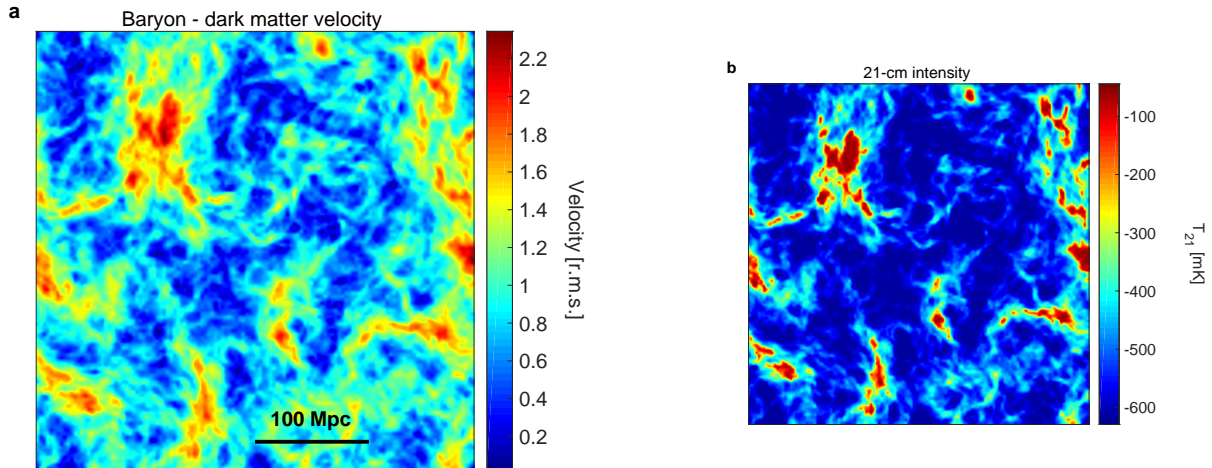 a
Baryon - dark matter velocity
2.2
2
1.8
1.6
1.4
1.2
1
0.8
0.6
0.4
0.2
Velocity [r.m.s.]
100 Mpc
b
21-cm intensity
-100
-200
-300
-400
-500
-600
T21 [mK]